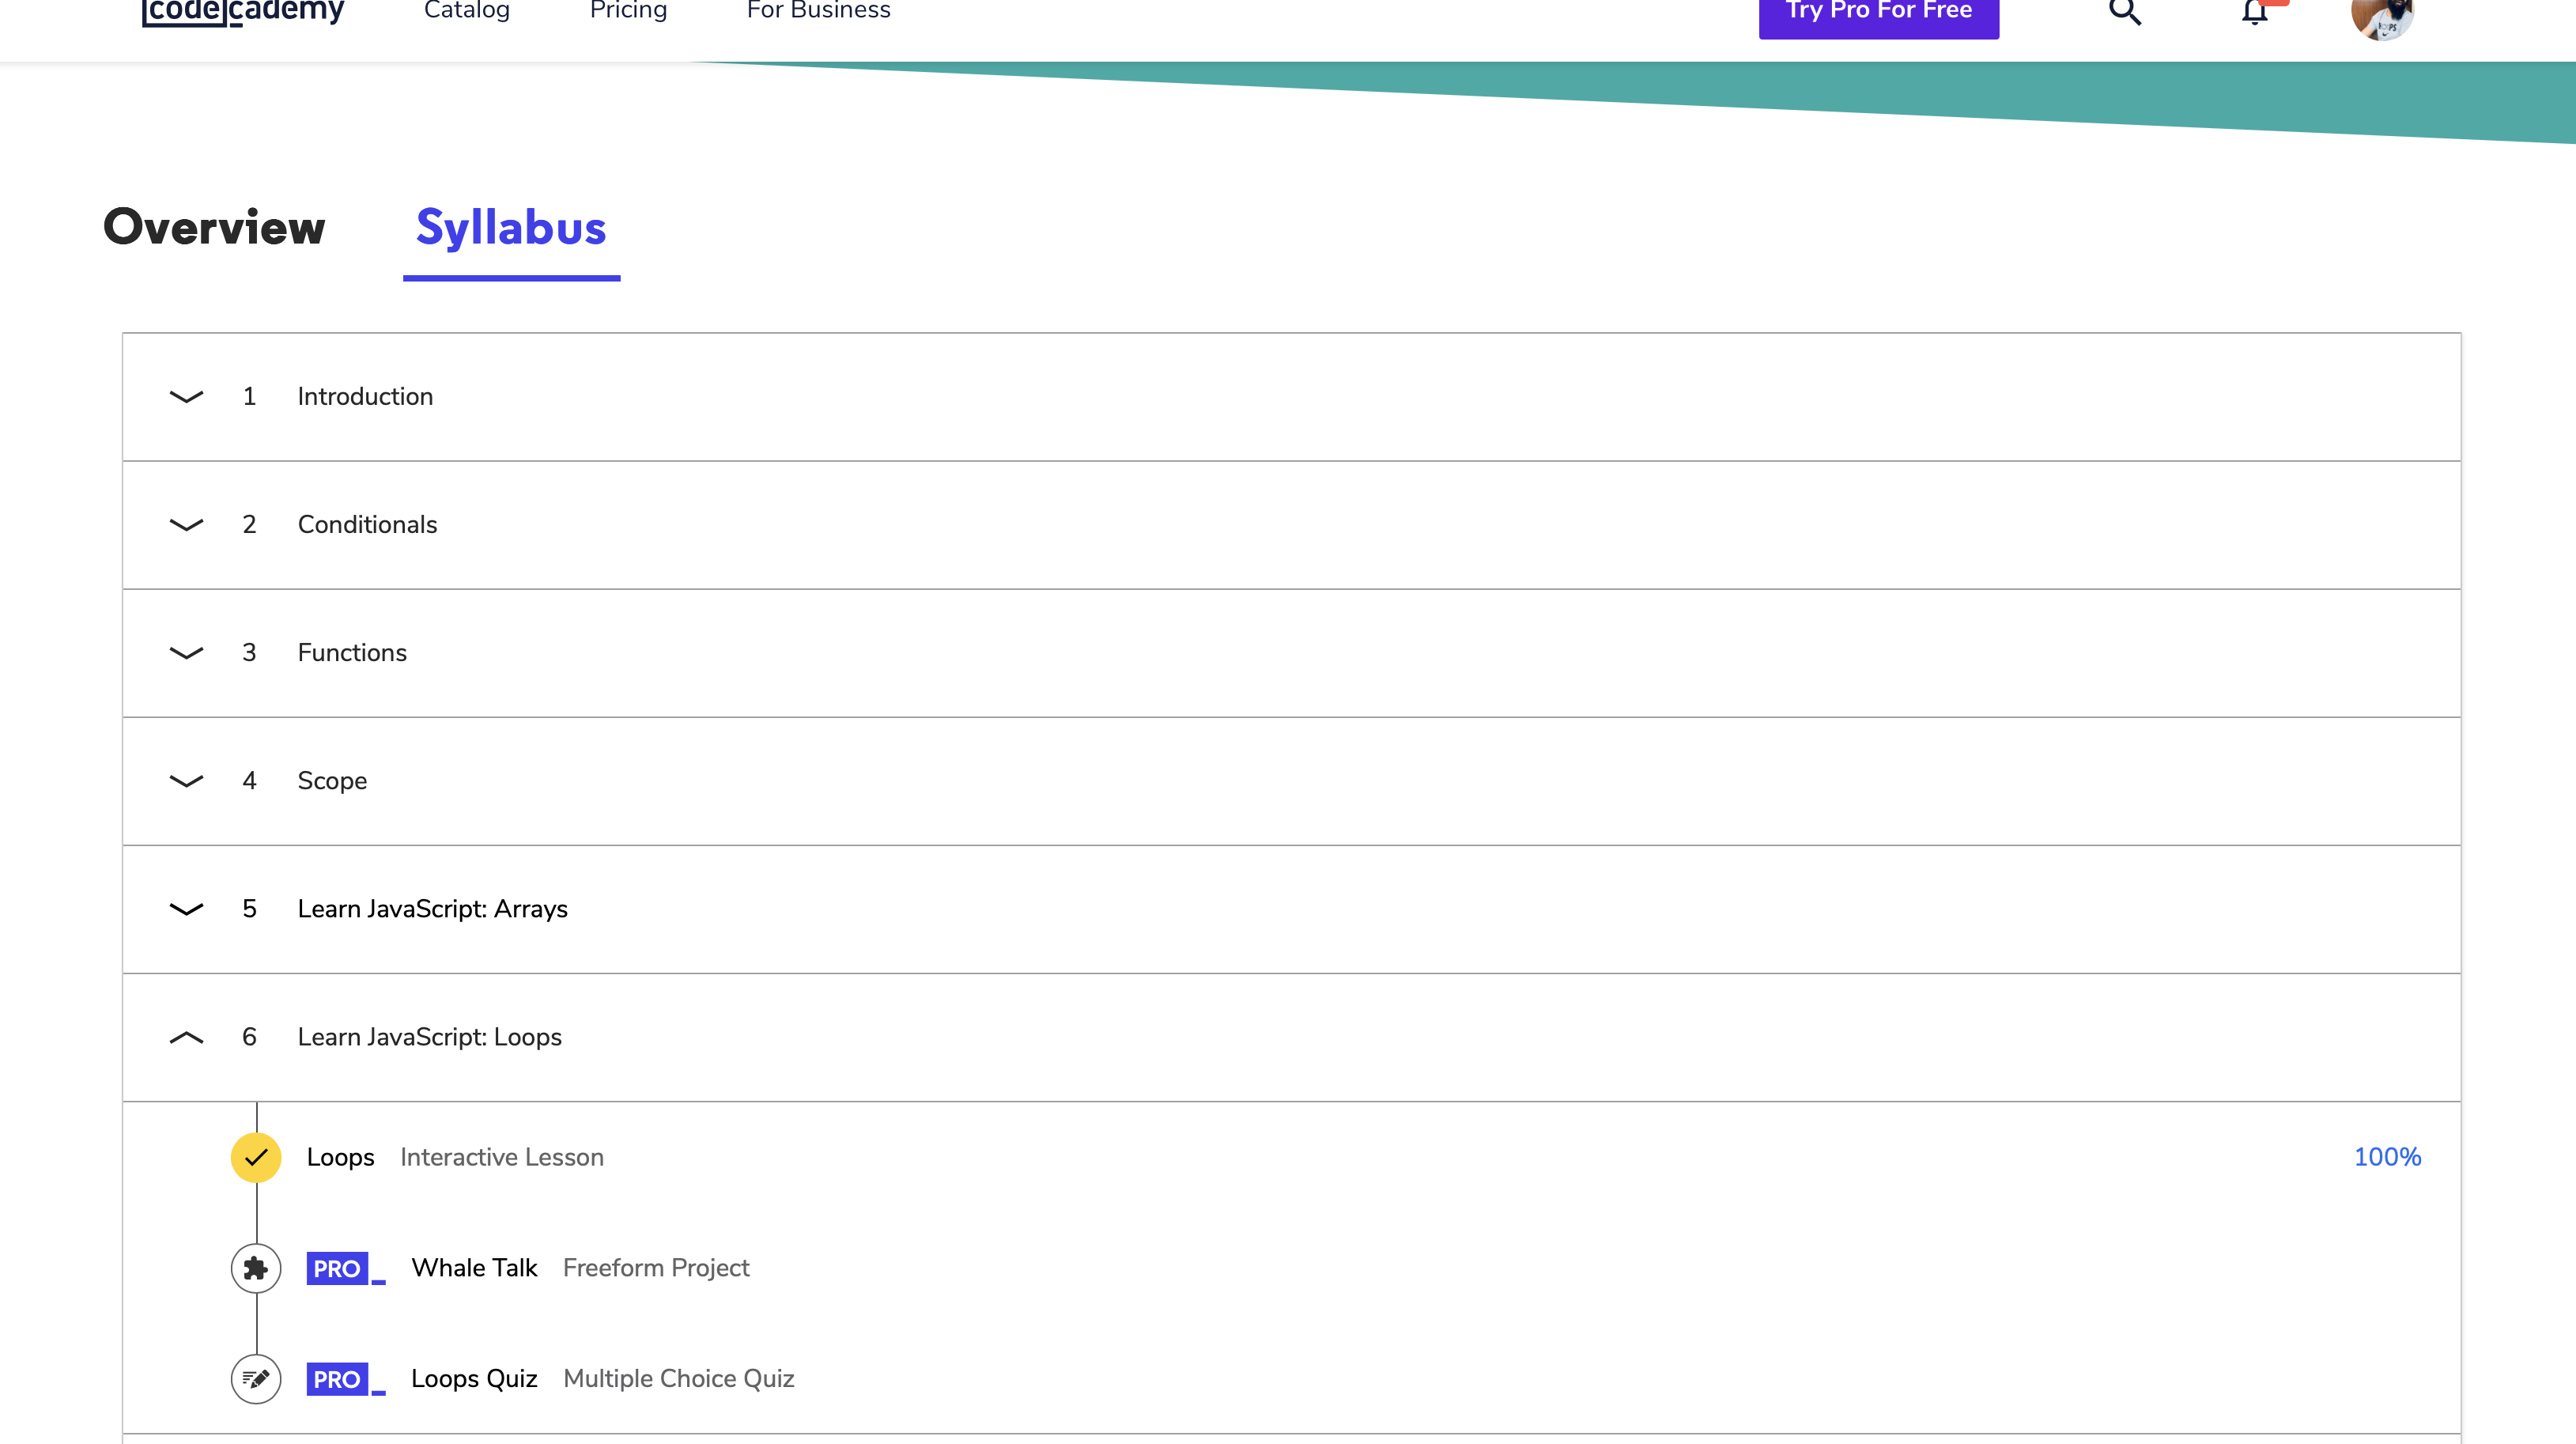 codecademy Catalog Pricing For Business Try Pro For Free
Overview Syllabus
1 Introduction
2 Conditionals
3 Functions
4 Scope
5 Learn JavaScript: Arrays
6 Learn JavaScript: Loops
Loops Interactive Lesson 100%
PRO_ Whale Talk Freeform Project
PRO_ Loops Quiz Multiple Choice Quiz